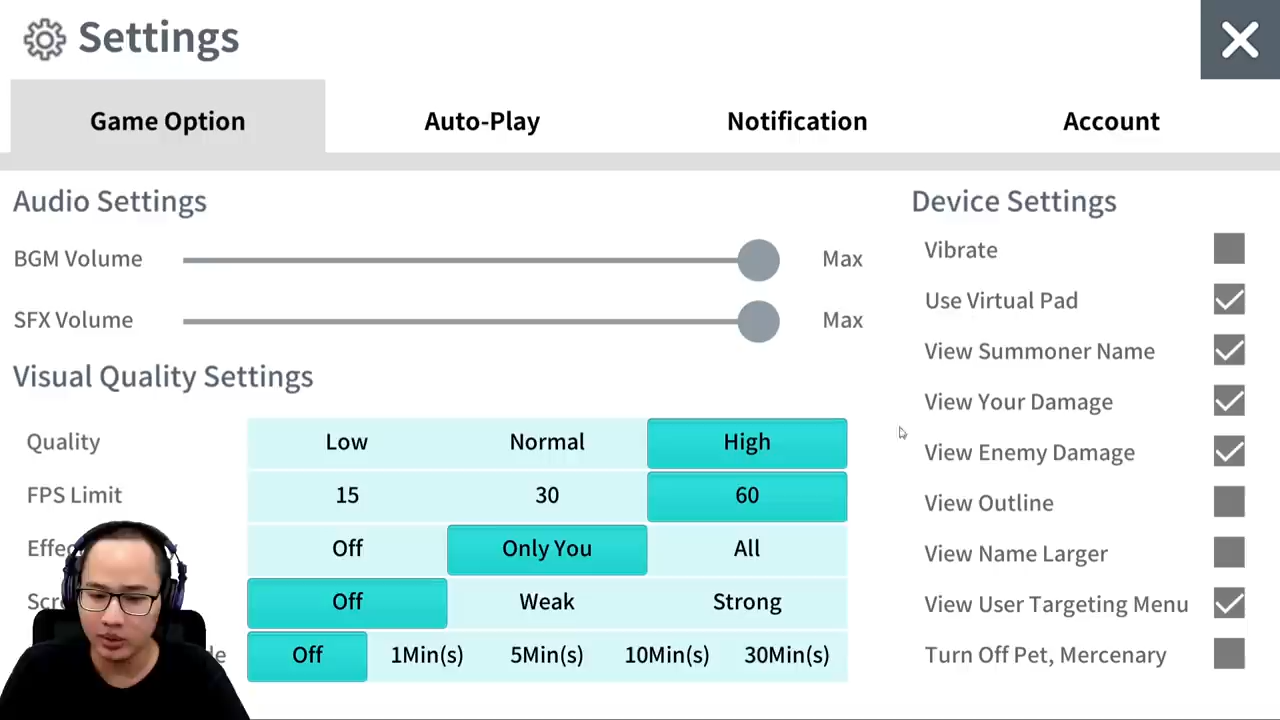 Settings
Game Option Auto-Play Notification Account
Audio Settings
BGM Volume Max
SFX Volume Max
Visual Quality Settings
Quality Low Normal High
FPS Limit 15 30 60
Off Only You All
Off Weak Strong
Off 1Min(s) 5Min(s) 10Min(s) 30Min(s)
Device Settings
Vibrate
Use Virtual Pad
View Summoner Name
View Your Damage
View Enemy Damage
View Outline
View Name Larger
View User Targeting Menu
Turn Off Pet, Mercenary